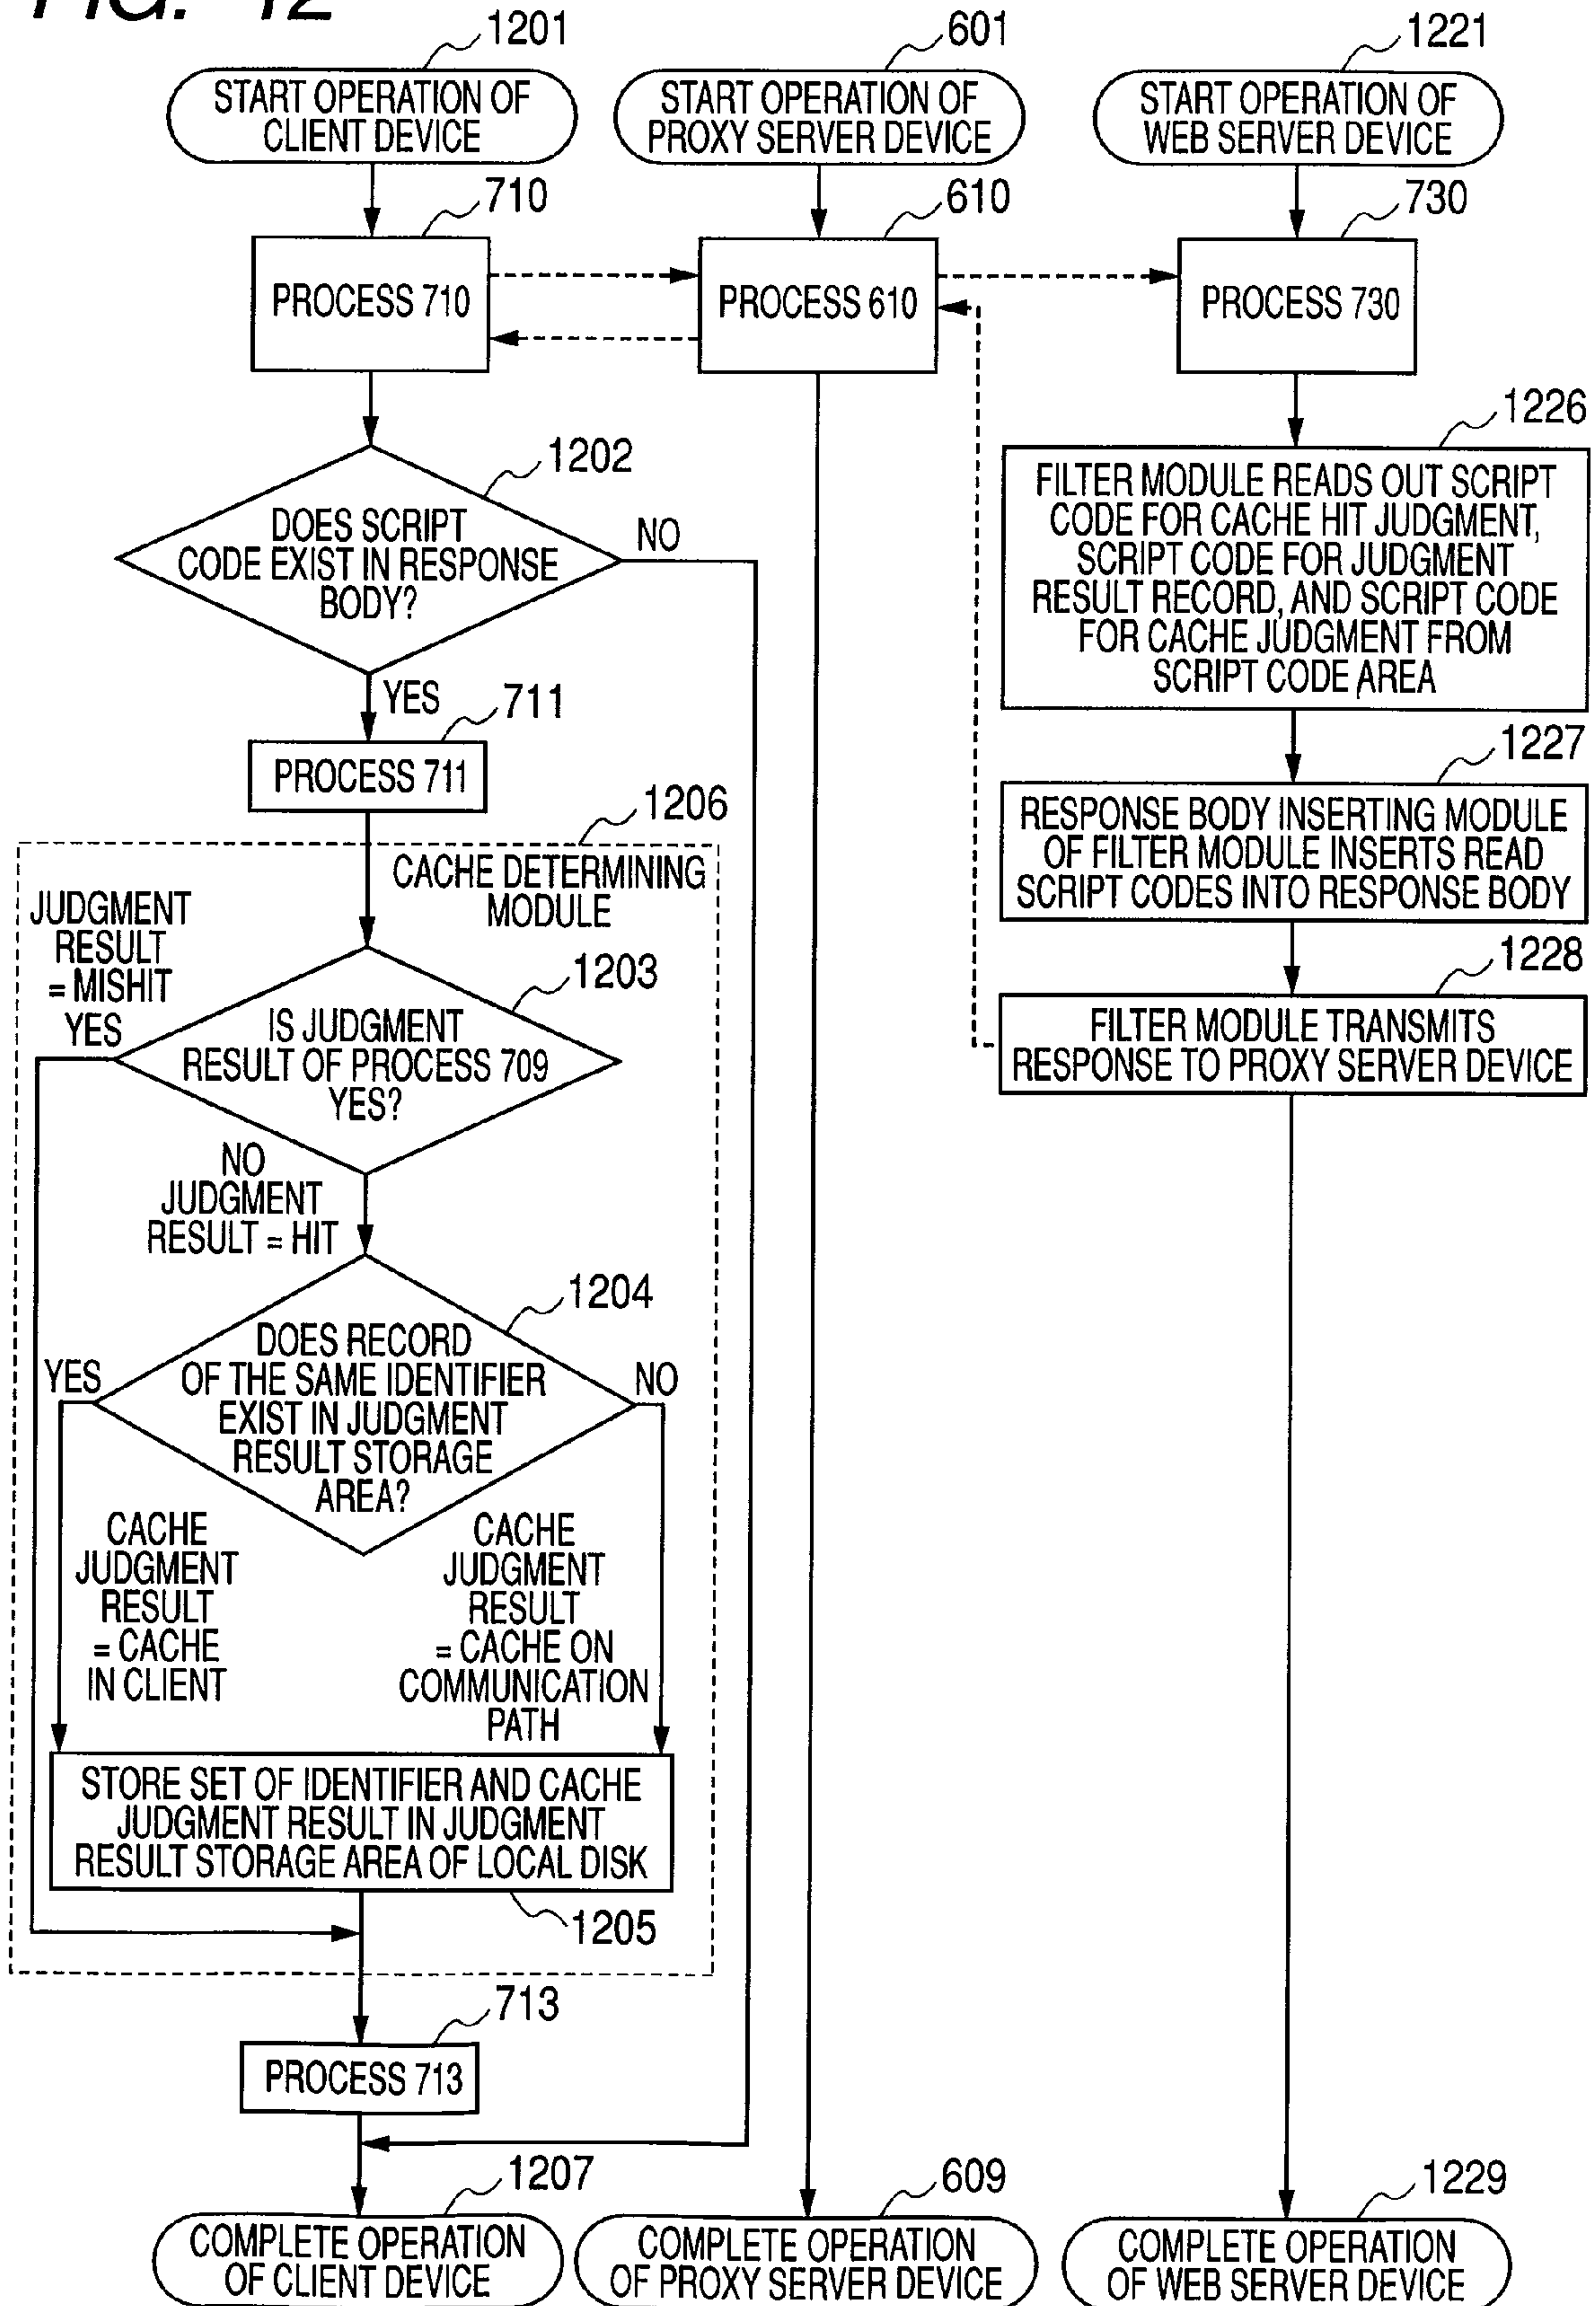 FIG. 12
1201
START OPERATION OF
CLIENT DEVICE
601
START OPERATION OF
PROXY SERVER DEVICE
1221
START OPERATION OF
WEB SERVER DEVICE
710
PROCESS 710
610
PROCESS 610
730
PROCESS 730
1202
DOES SCRIPT
CODE EXIST IN RESPONSE
BODY?
NO
YES
1226
FILTER MODULE READS OUT SCRIPT
CODE FOR CACHE HIT JUDGMENT,
SCRIPT CODE FOR JUDGMENT
RESULT RECORD, AND SCRIPT CODE
FOR CACHE JUDGMENT FROM
SCRIPT CODE AREA
711
PROCESS 711
1227
RESPONSE BODY INSERTING MODULE
OF FILTER MODULE INSERTS READ
SCRIPT CODES INTO RESPONSE BODY
1206
CACHE DETERMINING
MODULE
JUDGMENT
RESULT
= MISHIT
YES
1203
IS JUDGMENT
RESULT OF PROCESS 709
YES?
1228
FILTER MODULE TRANSMITS
RESPONSE TO PROXY SERVER DEVICE
NO
JUDGMENT
RESULT = HIT
1204
DOES RECORD
OF THE SAME IDENTIFIER
EXIST IN JUDGMENT
RESULT STORAGE
AREA?
YES
NO
CACHE
JUDGMENT
RESULT
= CACHE
IN CLIENT
CACHE
JUDGMENT
RESULT
= CACHE ON
COMMUNICATION
PATH
STORE SET OF IDENTIFIER AND CACHE
JUDGMENT RESULT IN JUDGMENT
RESULT STORAGE AREA OF LOCAL DISK
1205
713
PROCESS 713
1207
COMPLETE OPERATION
OF CLIENT DEVICE
609
COMPLETE OPERATION
OF PROXY SERVER DEVICE
1229
COMPLETE OPERATION
OF WEB SERVER DEVICE